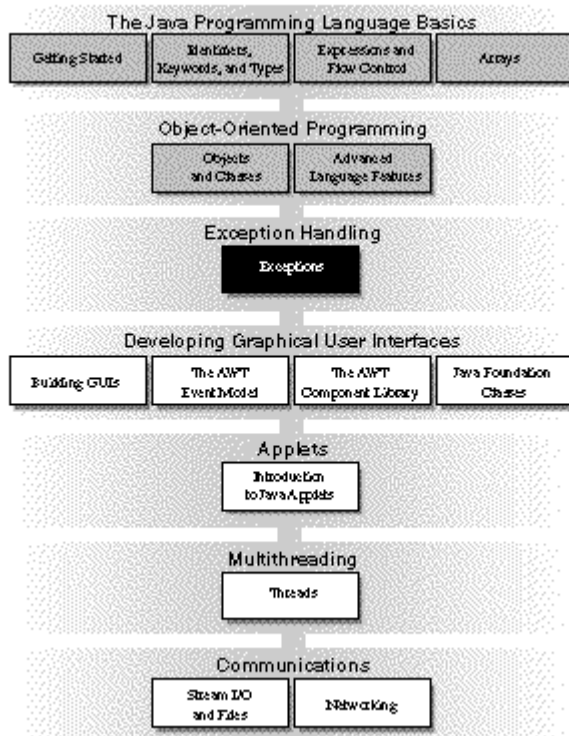 The Java Programming Language Basics
Getting Started
Identifiers,
Keywords, and Types
Expressions and
Flow Control
Arrays
Object-Oriented Programming
Objects
and Classes
Advanced
Language Features
Exception Handling
Exceptions
Developing Graphical User Interfaces
Building GUIs
The AWT
Event Model
The AWT
Component Library
Java Foundation
Classes
Applets
Introduction
to Java Applets
Multithreading
Threads
Communications
Stream I/O
and Files
Networking